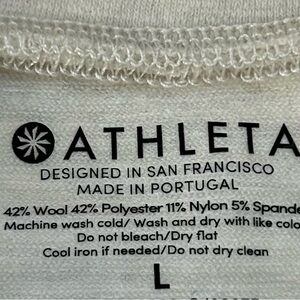 ATHLETA
DESIGNED IN SAN FRANCISCO
MADE IN PORTUGAL
42% Wool 42% Polyester 11% Nylon 5% Spande
Machine wash cold/ Wash and dry with like colo
Do not bleach/Dry flat
Cool iron if needed/Do not dry clean
L